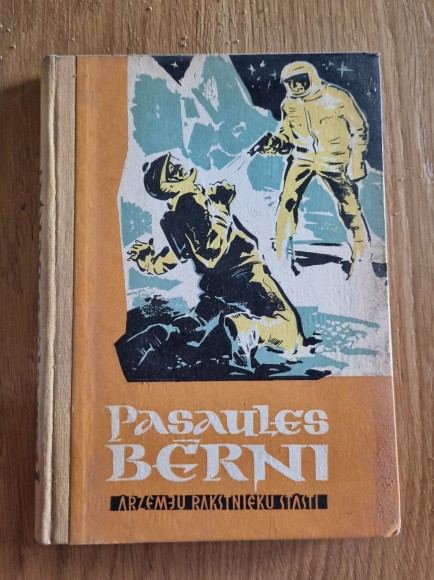 PASAULES
BĒRNI
ĀRZEMJU RAKSTNIEKU STĀSTI